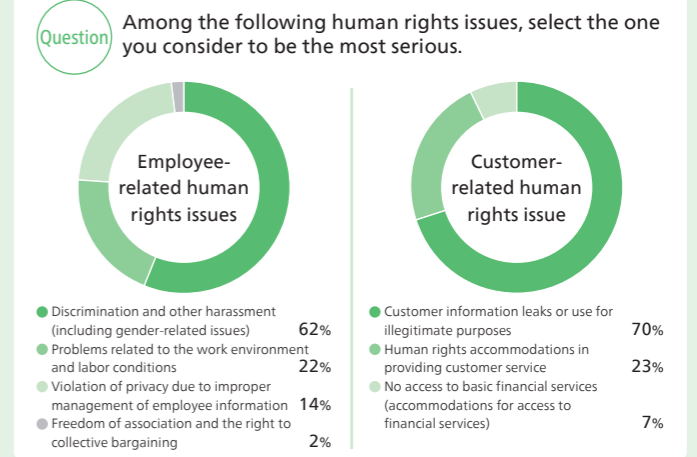 Question
Among the following human rights issues, select the one
you consider to be the most serious.
Employee-
related human
rights issues
Discrimination and other harassment
(including gender-related issues) 62%
Problems related to the work environment
and labor conditions 22%
Violation of privacy due to improper
management of employee information 14%
Freedom of association and the right to
collective bargaining 2%
Customer-
related human
rights issue
Customer information leaks or use for
illegitimate purposes 70%
Human rights accommodations in
providing customer service 23%
No access to basic financial services
(accommodations for access to
financial services) 7%